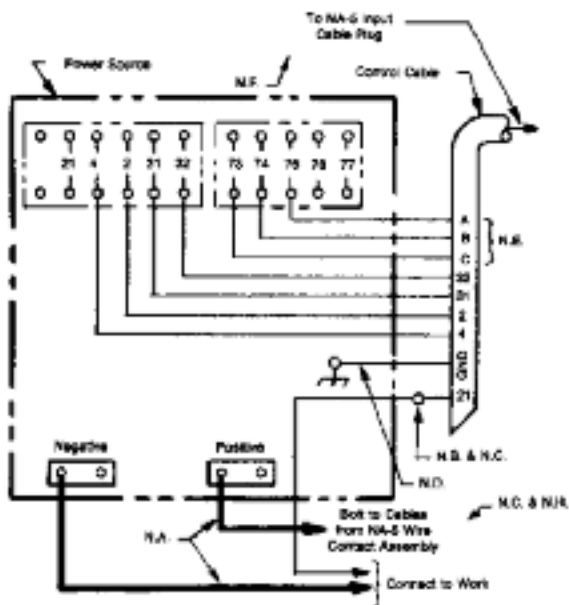 To NA-5 Input
Cable Plug
Power Source
N.F.
Control Cable
21 4 2 31 32
73 74 75 76 77
A
B
C
N.E.
32
31
2
4
GND
21
Negative
Positive
N.B. & N.C.
N.D.
N.G. & N.H.
N.A.
Bolt to Cables
from NA-5 Wire
Contact Assembly
Connect to Work